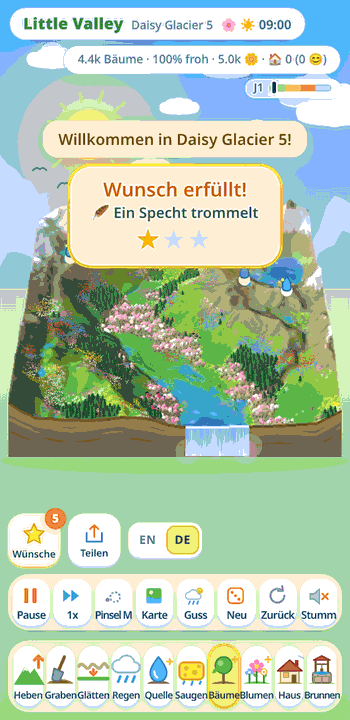 Little Valley Daisy Glacier 5 🌸 ☀️ 09:00
4.4k Bäume · 100% froh · 5.0k 🌼 · 🏠 0 (0 😊)
J1
Willkommen in Daisy Glacier 5!
Wunsch erfüllt!
🪶 Ein Specht trommelt
5
Wünsche Teilen EN DE
Pause 1x Pinsel M Karte Guss Neu Zurück Stumm
Heben Graben Glätten Regen Quelle Saugen Bäume Blumen Haus Brunnen